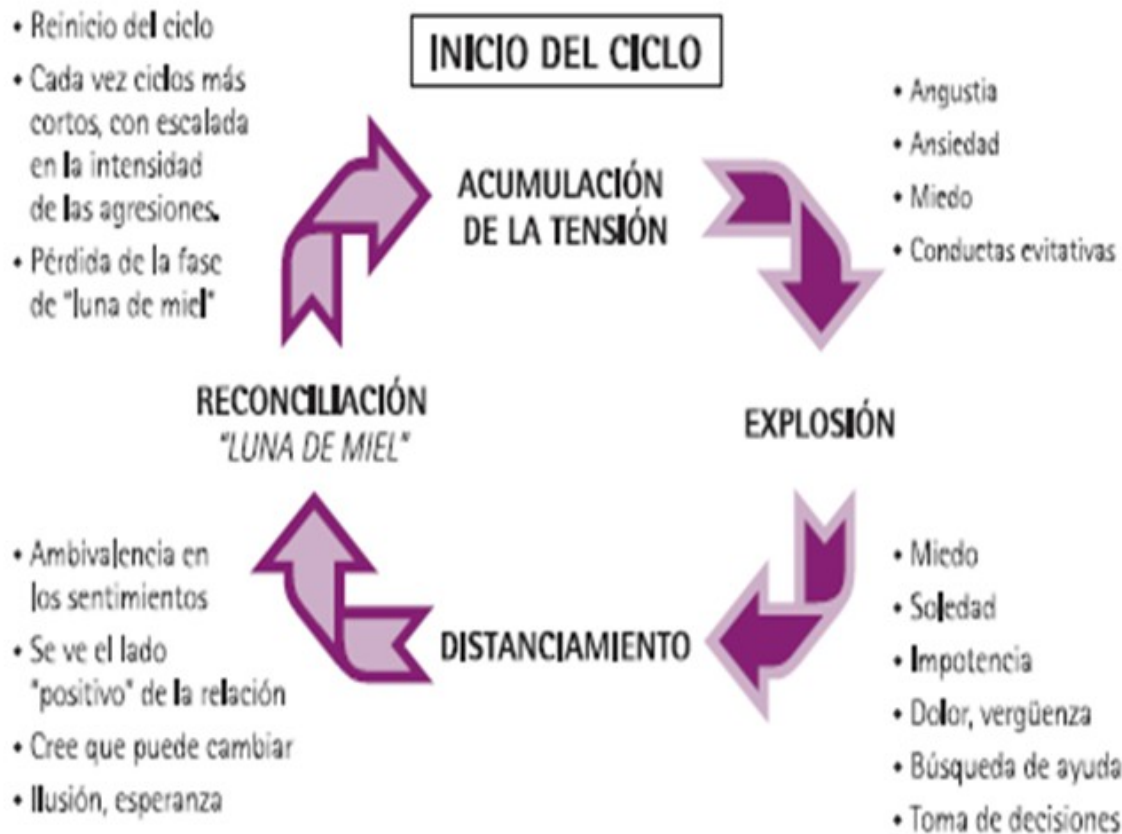 INICIO DEL CICLO
• Reinicio del ciclo
• Cada vez ciclos más
cortos, con escalada
en la intensidad
de las agresiones.
• Pérdida de la fase
de "luna de miel"
ACUMULACIÓN
DE LA TENSIÓN
• Angustia
• Ansiedad
• Miedo
• Conductas evitativas
RECONCILIACIÓN
"LUNA DE MIEL"
EXPLOSIÓN
• Ambivalencia en
los sentimientos
• Se ve el lado
"positivo" de la relación
• Cree que puede cambiar
• Ilusión, esperanza
DISTANCIAMIENTO
• Miedo
• Soledad
• Impotencia
• Dolor, vergüenza
• Búsqueda de ayuda
• Toma de decisiones